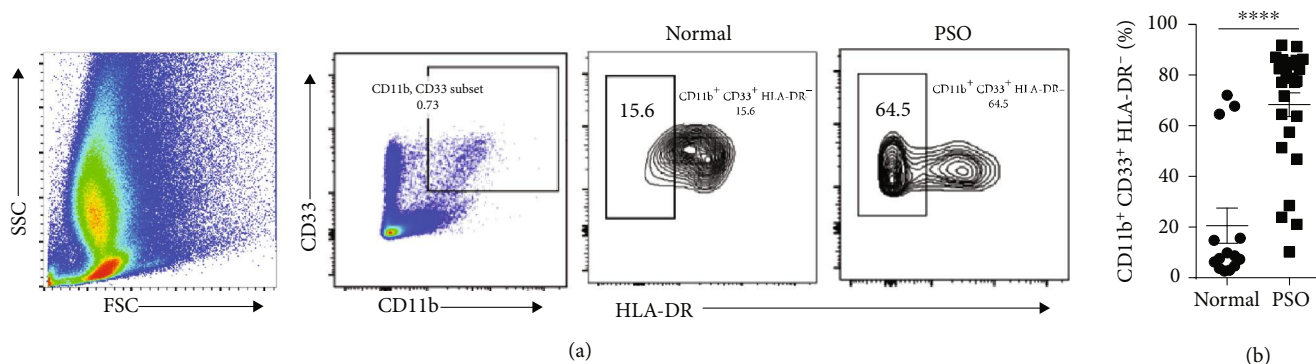 SSC
FSC
CD33
CD11b
CD11b, CD33 subset
0.73
Normal
15.6
CD11b⁺ CD33⁺ HLA-DR⁻
15.6
PSO
64.5
CD11b⁺ CD33⁺ HLA-DR–
64.5
HLA-DR
(a)
CD11b⁺ CD33⁺ HLA-DR⁻ (%)
100
80
60
40
20
0
****
Normal PSO
(b)